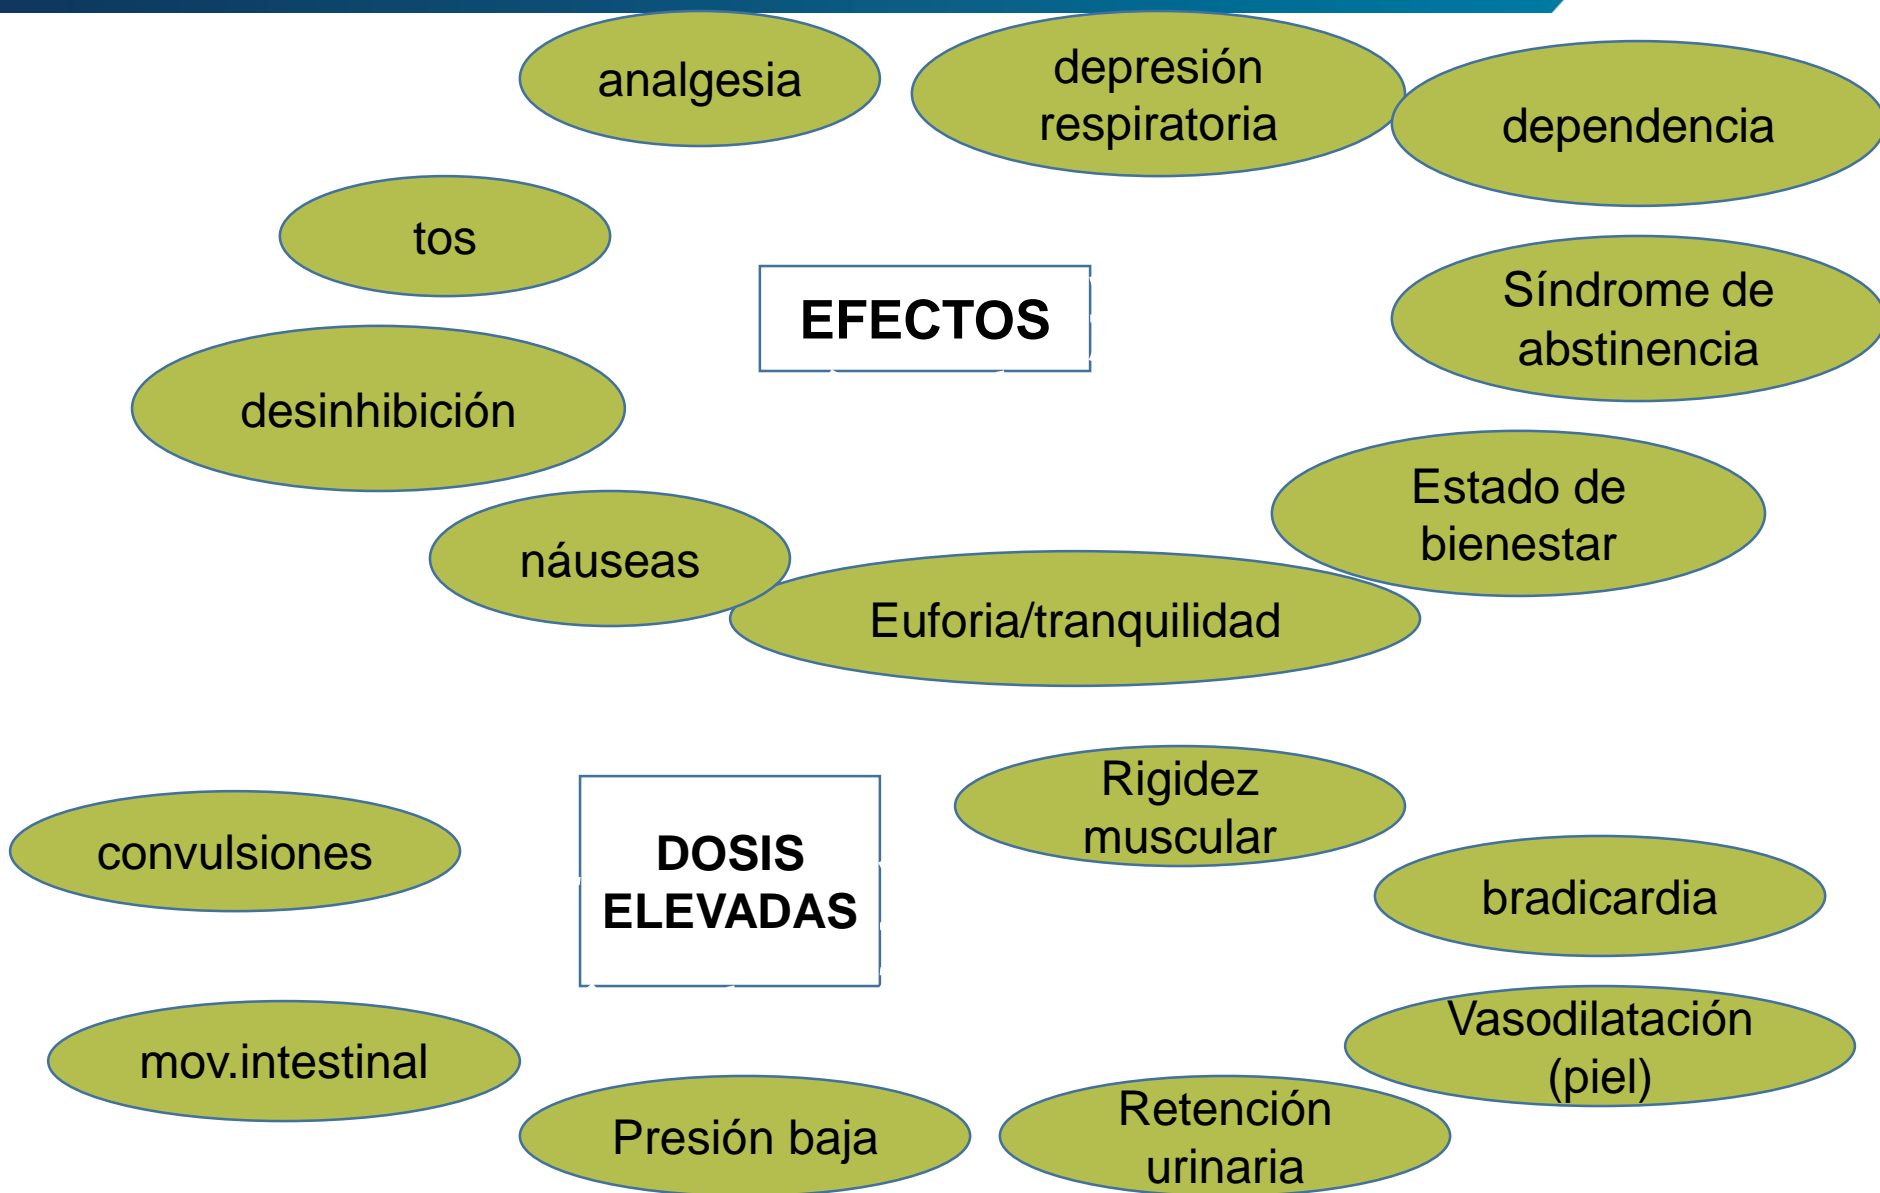 analgesia
depresión
respiratoria
dependencia
tos
EFECTOS
Síndrome de
abstinencia
desinhibición
Estado de
bienestar
náuseas
Euforia/tranquilidad
Rigidez
muscular
convulsiones
DOSIS
ELEVADAS
bradicardia
mov.intestinal
Vasodilatación
(piel)
Presión baja
Retención
urinaria